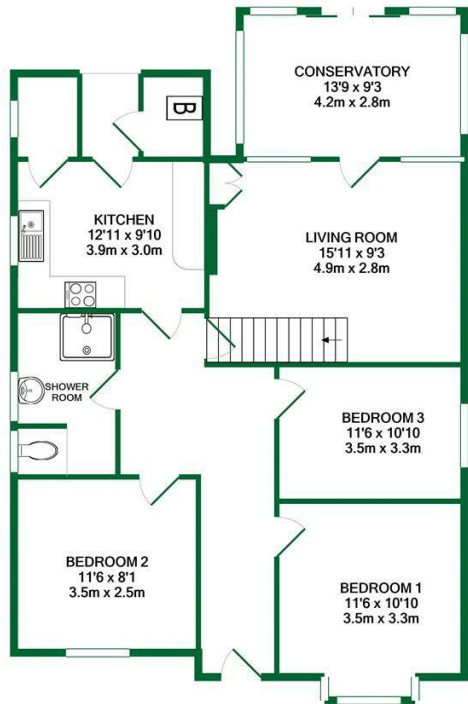 CONSERVATORY
13'9 x 9'3
4.2m x 2.8m
B
KITCHEN
12'11 x 9'10
3.9m x 3.0m
LIVING ROOM
15'11 x 9'3
4.9m x 2.8m
SHOWER
ROOM
BEDROOM 3
11'6 x 10'10
3.5m x 3.3m
BEDROOM 2
11'6 x 8'1
3.5m x 2.5m
BEDROOM 1
11'6 x 10'10
3.5m x 3.3m